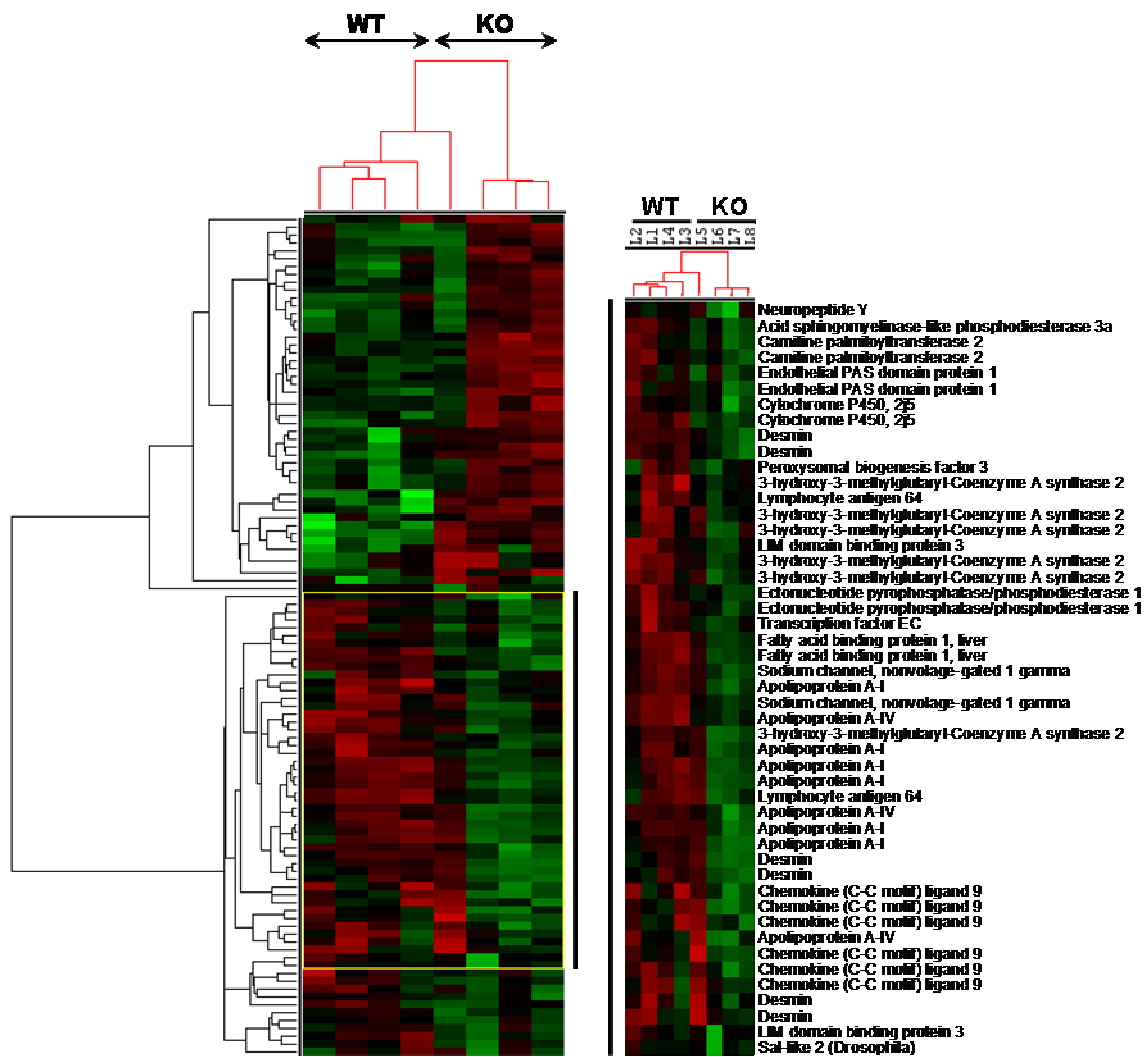 WT KO
WT KO
L2 L1 L4 L3 L5 L6 L7 L8
Neuropeptide Y
Acid sphingomyelinase-like phosphodiesterase 3a
Carnitine palmitoyltransferase 2
Carnitine palmitoyltransferase 2
Endothelial PAS domain protein 1
Endothelial PAS domain protein 1
Cytochrome P450, 2j5
Cytochrome P450, 2j5
Desmin
Desmin
Peroxysomal biogenesis factor 3
3-hydroxy-3-methylglutaryl-Coenzyme A synthase 2
Lymphocyte antigen 64
3-hydroxy-3-methylglutaryl-Coenzyme A synthase 2
3-hydroxy-3-methylglutaryl-Coenzyme A synthase 2
LIM domain binding protein 3
3-hydroxy-3-methylglutaryl-Coenzyme A synthase 2
3-hydroxy-3-methylglutaryl-Coenzyme A synthase 2
Ectonucleotide pyrophosphatase/phosphodiesterase 1
Ectonucleotide pyrophosphatase/phosphodiesterase 1
Transcription factor EC
Fatty acid binding protein 1, liver
Fatty acid binding protein 1, liver
Sodium channel, nonvolage-gated 1 gamma
Apolipoprotein A-I
Sodium channel, nonvolage-gated 1 gamma
Apolipoprotein A-IV
3-hydroxy-3-methylglutaryl-Coenzyme A synthase 2
Apolipoprotein A-I
Apolipoprotein A-I
Apolipoprotein A-I
Lymphocyte antigen 64
Apolipoprotein A-IV
Apolipoprotein A-I
Apolipoprotein A-I
Desmin
Desmin
Chemokine (C-C motif) ligand 9
Chemokine (C-C motif) ligand 9
Chemokine (C-C motif) ligand 9
Apolipoprotein A-IV
Chemokine (C-C motif) ligand 9
Chemokine (C-C motif) ligand 9
Chemokine (C-C motif) ligand 9
Desmin
Desmin
LIM domain binding protein 3
Sal-like 2 (Drosophila)